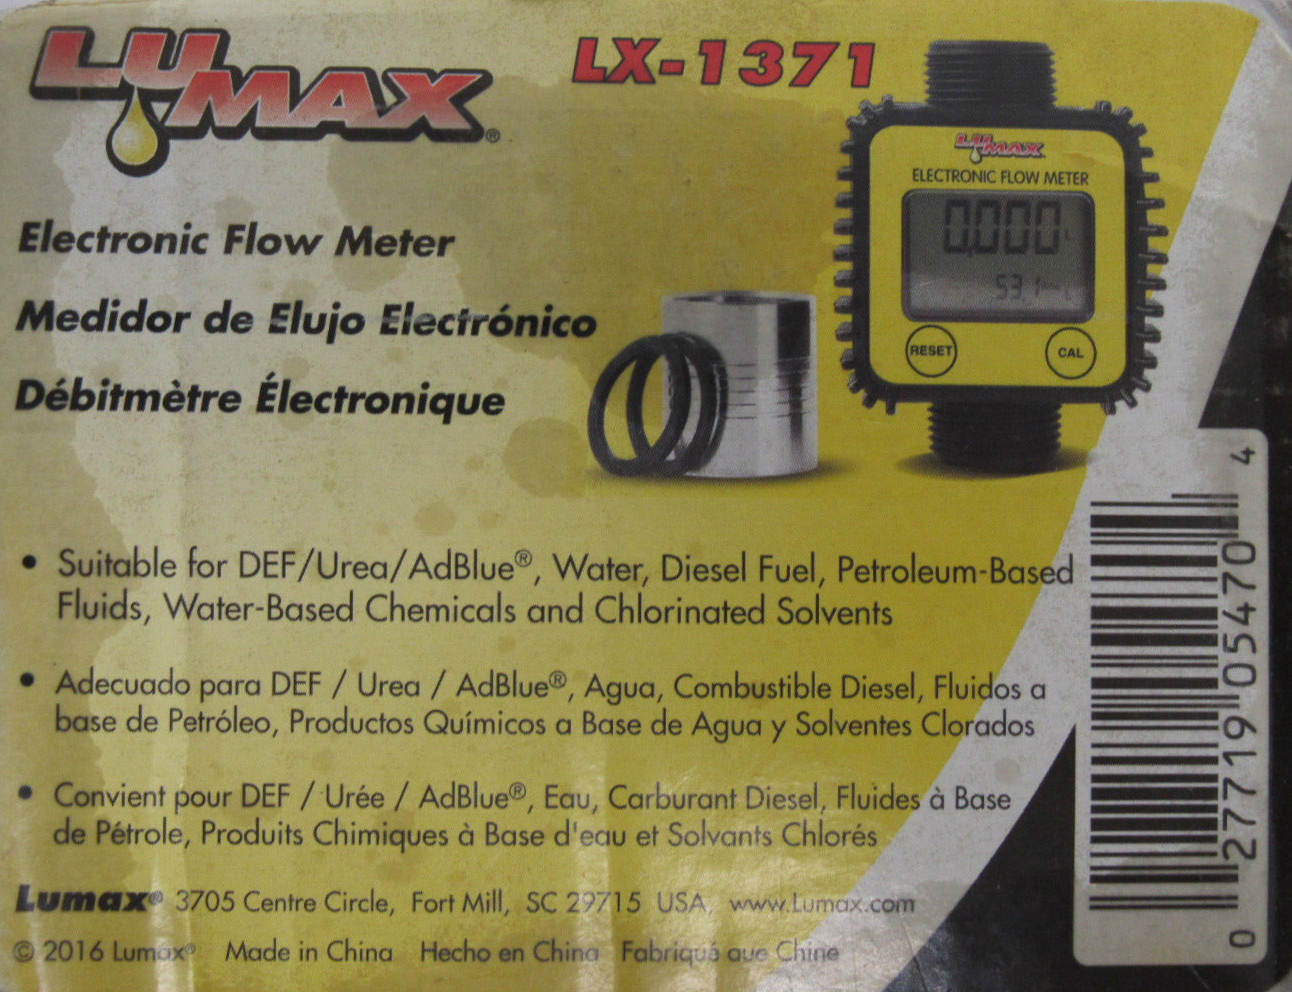 LUMAX®
LX-1371
LUMAX
ELECTRONIC FLOW METER
0,000 L
53.1 L
RESET CAL
Electronic Flow Meter
Medidor de Elujo Electrónico
Débitmètre Électronique
• Suitable for DEF/Urea/AdBlue®, Water, Diesel Fuel, Petroleum-Based
Fluids, Water-Based Chemicals and Chlorinated Solvents
• Adecuado para DEF / Urea / AdBlue®, Agua, Combustible Diesel, Fluidos a
base de Petróleo, Productos Químicos a Base de Agua y Solventes Clorados
• Convient pour DEF / Urée / AdBlue®, Eau, Carburant Diesel, Fluides à Base
de Pétrole, Produits Chimiques à Base d'eau et Solvants Chlorés
Lumax® 3705 Centre Circle, Fort Mill, SC 29715 USA, www.Lumax.com
© 2016 Lumax® Made in China Hecho en China Fabriqué aue Chine
0 27719 05470 4